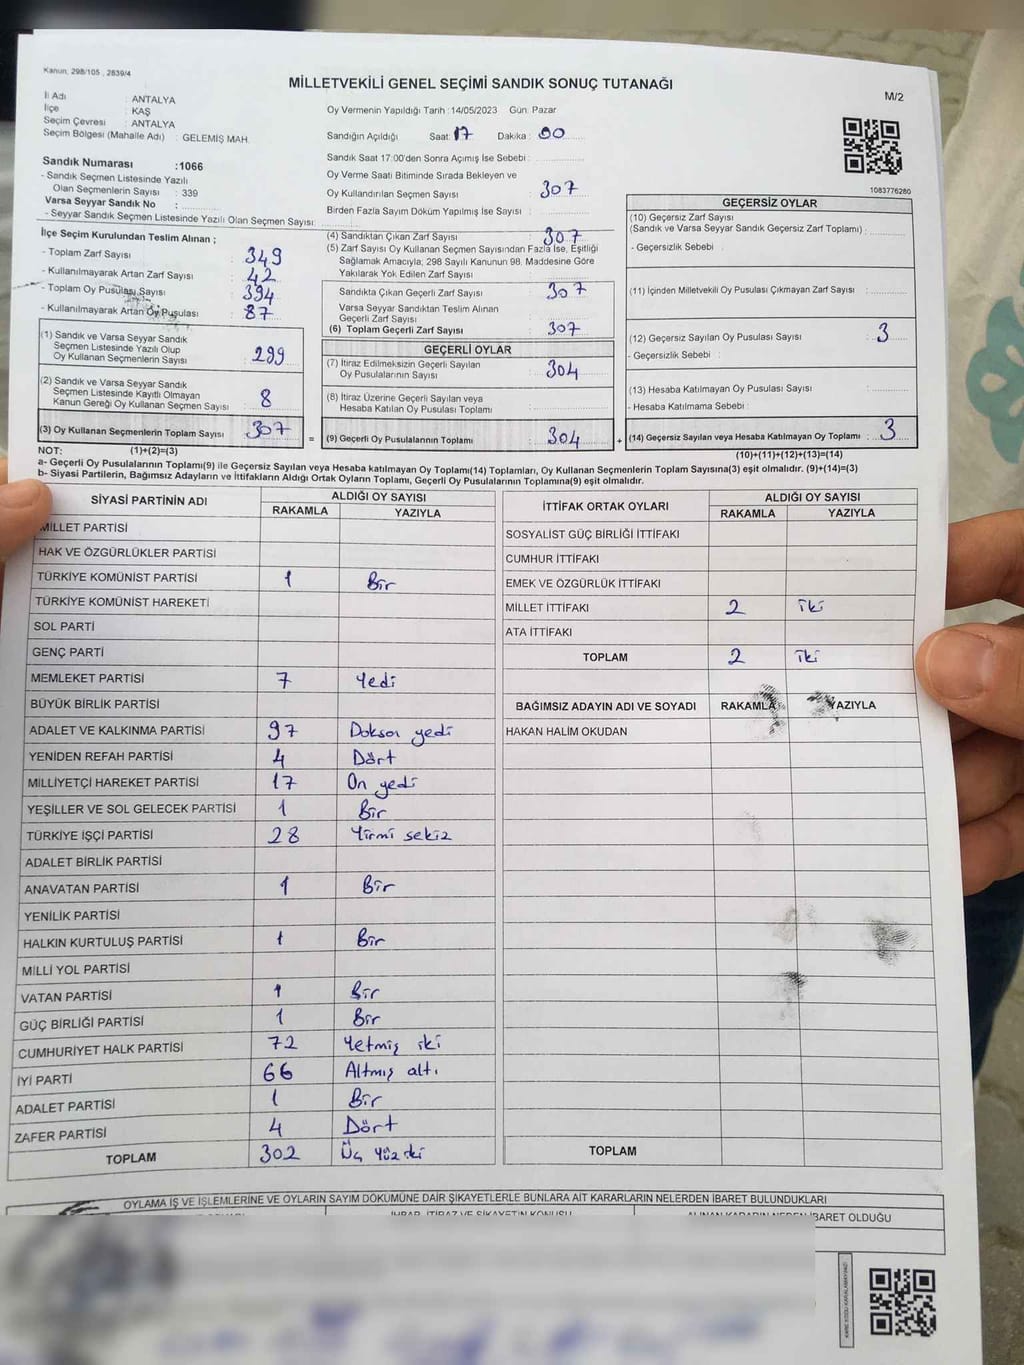 Kanun, 298/105 , 2839/4
MİLLETVEKİLİ GENEL SEÇİMİ SANDIK SONUÇ TUTANAĞI
M/2
İl Adı : ANTALYA
İlçe : KAŞ
Seçim Çevresi : ANTALYA
Seçim Bölgesi (Mahalle Adı) : GELEMİŞ MAH.
Oy Vermenin Yapıldığı Tarih : 14/05/2023 Gün: Pazar
Sandığın Açıldığı Saat: 17 Dakika : 00
Sandık Saat 17:00'den Sonra Açımış İse Sebebi :
Oy Verme Saati Bitiminde Sırada Bekleyen ve
Oy Kullandırılan Seçmen Sayısı : 307
Birden Fazla Sayım Döküm Yapılmış İse Sayısı :
Sandık Numarası :1066
- Sandık Seçmen Listesinde Yazılı
Olan Seçmenlerin Sayısı : 339
Varsa Seyyar Sandık No :
- Seyyar Sandık Seçmen Listesinde Yazılı Olan Seçmen Sayısı:
1083776280
İlçe Seçim Kurulundan Teslim Alınan ;
- Toplam Zarf Sayısı : 349
- Kullanılmayarak Artan Zarf Sayısı : 42
- Toplam Oy Pusulası Sayısı : 394
- Kullanılmayarak Artan Oy Pusulası : 87
(1) Sandık ve Varsa Seyyar Sandık
Seçmen Listesinde Yazılı Olup
Oy Kullanan Seçmenlerin Sayısı : 299
(2) Sandık ve Varsa Seyyar Sandık
Seçmen Listesinde Kayıtlı Olmayan
Kanun Gereği Oy Kullanan Seçmen Sayısı : 8
(3) Oy Kullanan Seçmenlerin Toplam Sayısı : 307
(4) Sandıktan Çıkan Zarf Sayısı : 307
(5) Zarf Sayısı Oy Kullanan Seçmen Sayısından Fazla İse, Eşitliği
Sağlamak Amacıyla; 298 Sayılı Kanunun 98. Maddesine Göre
Yakılarak Yok Edilen Zarf Sayısı :
Sandıkta Çıkan Geçerli Zarf Sayısı : 307
Varsa Seyyar Sandıktan Teslim Alınan
Geçerli Zarf Sayısı :
(6) Toplam Geçerli Zarf Sayısı : 307
GEÇERLİ OYLAR
(7) İtiraz Edilmeksizin Geçerli Sayılan
Oy Pusulalarının Sayısı : 304
(8) İtiraz Üzerine Geçerli Sayılan veya
Hesaba Katılan Oy Pusulası Toplamı :
= (9) Geçerli Oy Pusulalarının Toplamı : 304
GEÇERSİZ OYLAR
(10) Geçersiz Zarf Sayısı
(Sandık ve Varsa Seyyar Sandık Geçersiz Zarf Toplamı) :
- Geçersizlik Sebebi :
(11) İçinden Milletvekili Oy Pusulası Çıkmayan Zarf Sayısı :
(12) Geçersiz Sayılan Oy Pusulası Sayısı : 3
- Geçersizlik Sebebi :
(13) Hesaba Katılmayan Oy Pusulası Sayısı :
- Hesaba Katılmama Sebebi :
+ (14) Geçersiz Sayılan veya Hesaba Katılmayan Oy Toplamı : 3
NOT: (1)+(2)=(3)
(10)+(11)+(12)+(13)=(14)
a- Geçerli Oy Pusulalarının Toplamı(9) ile Geçersiz Sayılan veya Hesaba katılmayan Oy Toplamı(14) Toplamları, Oy Kullanan Seçmenlerin Toplam Sayısına(3) eşit olmalıdır. (9)+(14)=(3)
b- Siyasi Partilerin, Bağımsız Adayların ve İttifakların Aldığı Ortak Oyların Toplamı, Geçerli Oy Pusulalarının Toplamına(9) eşit olmalıdır.
SİYASİ PARTİNİN ADI ALDIĞI OY SAYISI
RAKAMLA YAZIYLA
MİLLET PARTİSİ
HAK VE ÖZGÜRLÜKLER PARTİSİ
TÜRKİYE KOMÜNİST PARTİSİ 1 Bir
TÜRKİYE KOMÜNİST HAREKETİ
SOL PARTİ
GENÇ PARTİ
MEMLEKET PARTİSİ 7 Yedi
BÜYÜK BİRLİK PARTİSİ
ADALET VE KALKINMA PARTİSİ 97 Doksan yedi
YENİDEN REFAH PARTİSİ 4 Dört
MİLLİYETÇİ HAREKET PARTİSİ 17 On yedi
YEŞİLLER VE SOL GELECEK PARTİSİ 1 Bir
TÜRKİYE İŞÇİ PARTİSİ 28 Yirmi sekiz
ADALET BİRLİK PARTİSİ
ANAVATAN PARTİSİ 1 Bir
YENİLİK PARTİSİ
HALKIN KURTULUŞ PARTİSİ 1 Bir
MİLLİ YOL PARTİSİ
VATAN PARTİSİ 1 Bir
GÜÇ BİRLİĞİ PARTİSİ 1 Bir
CUMHURİYET HALK PARTİSİ 72 Yetmiş iki
İYİ PARTİ 66 Altmış altı
ADALET PARTİSİ 1 Bir
ZAFER PARTİSİ 4 Dört
TOPLAM 302 Üç yüz iki
İTTİFAK ORTAK OYLARI ALDIĞI OY SAYISI
RAKAMLA YAZIYLA
SOSYALİST GÜÇ BİRLİĞİ İTTİFAKI
CUMHUR İTTİFAKI
EMEK VE ÖZGÜRLÜK İTTİFAKI
MİLLET İTTİFAKI 2 iki
ATA İTTİFAKI
TOPLAM 2 iki
BAĞIMSIZ ADAYIN ADI VE SOYADI RAKAMLA YAZIYLA
HAKAN HALİM OKUDAN
TOPLAM
OYLAMA İŞ VE İŞLEMLERİNE VE OYLARIN SAYIM DÖKÜMÜNE DAİR ŞİKAYETLERLE BUNLARA AİT KARARLARIN NELERDEN İBARET BULUNDUKLARI
İHBAR, İTİRAZ VE ŞİKAYETİN KONUSU
ALINAN KARARIN NEDEN İBARET OLDUĞU